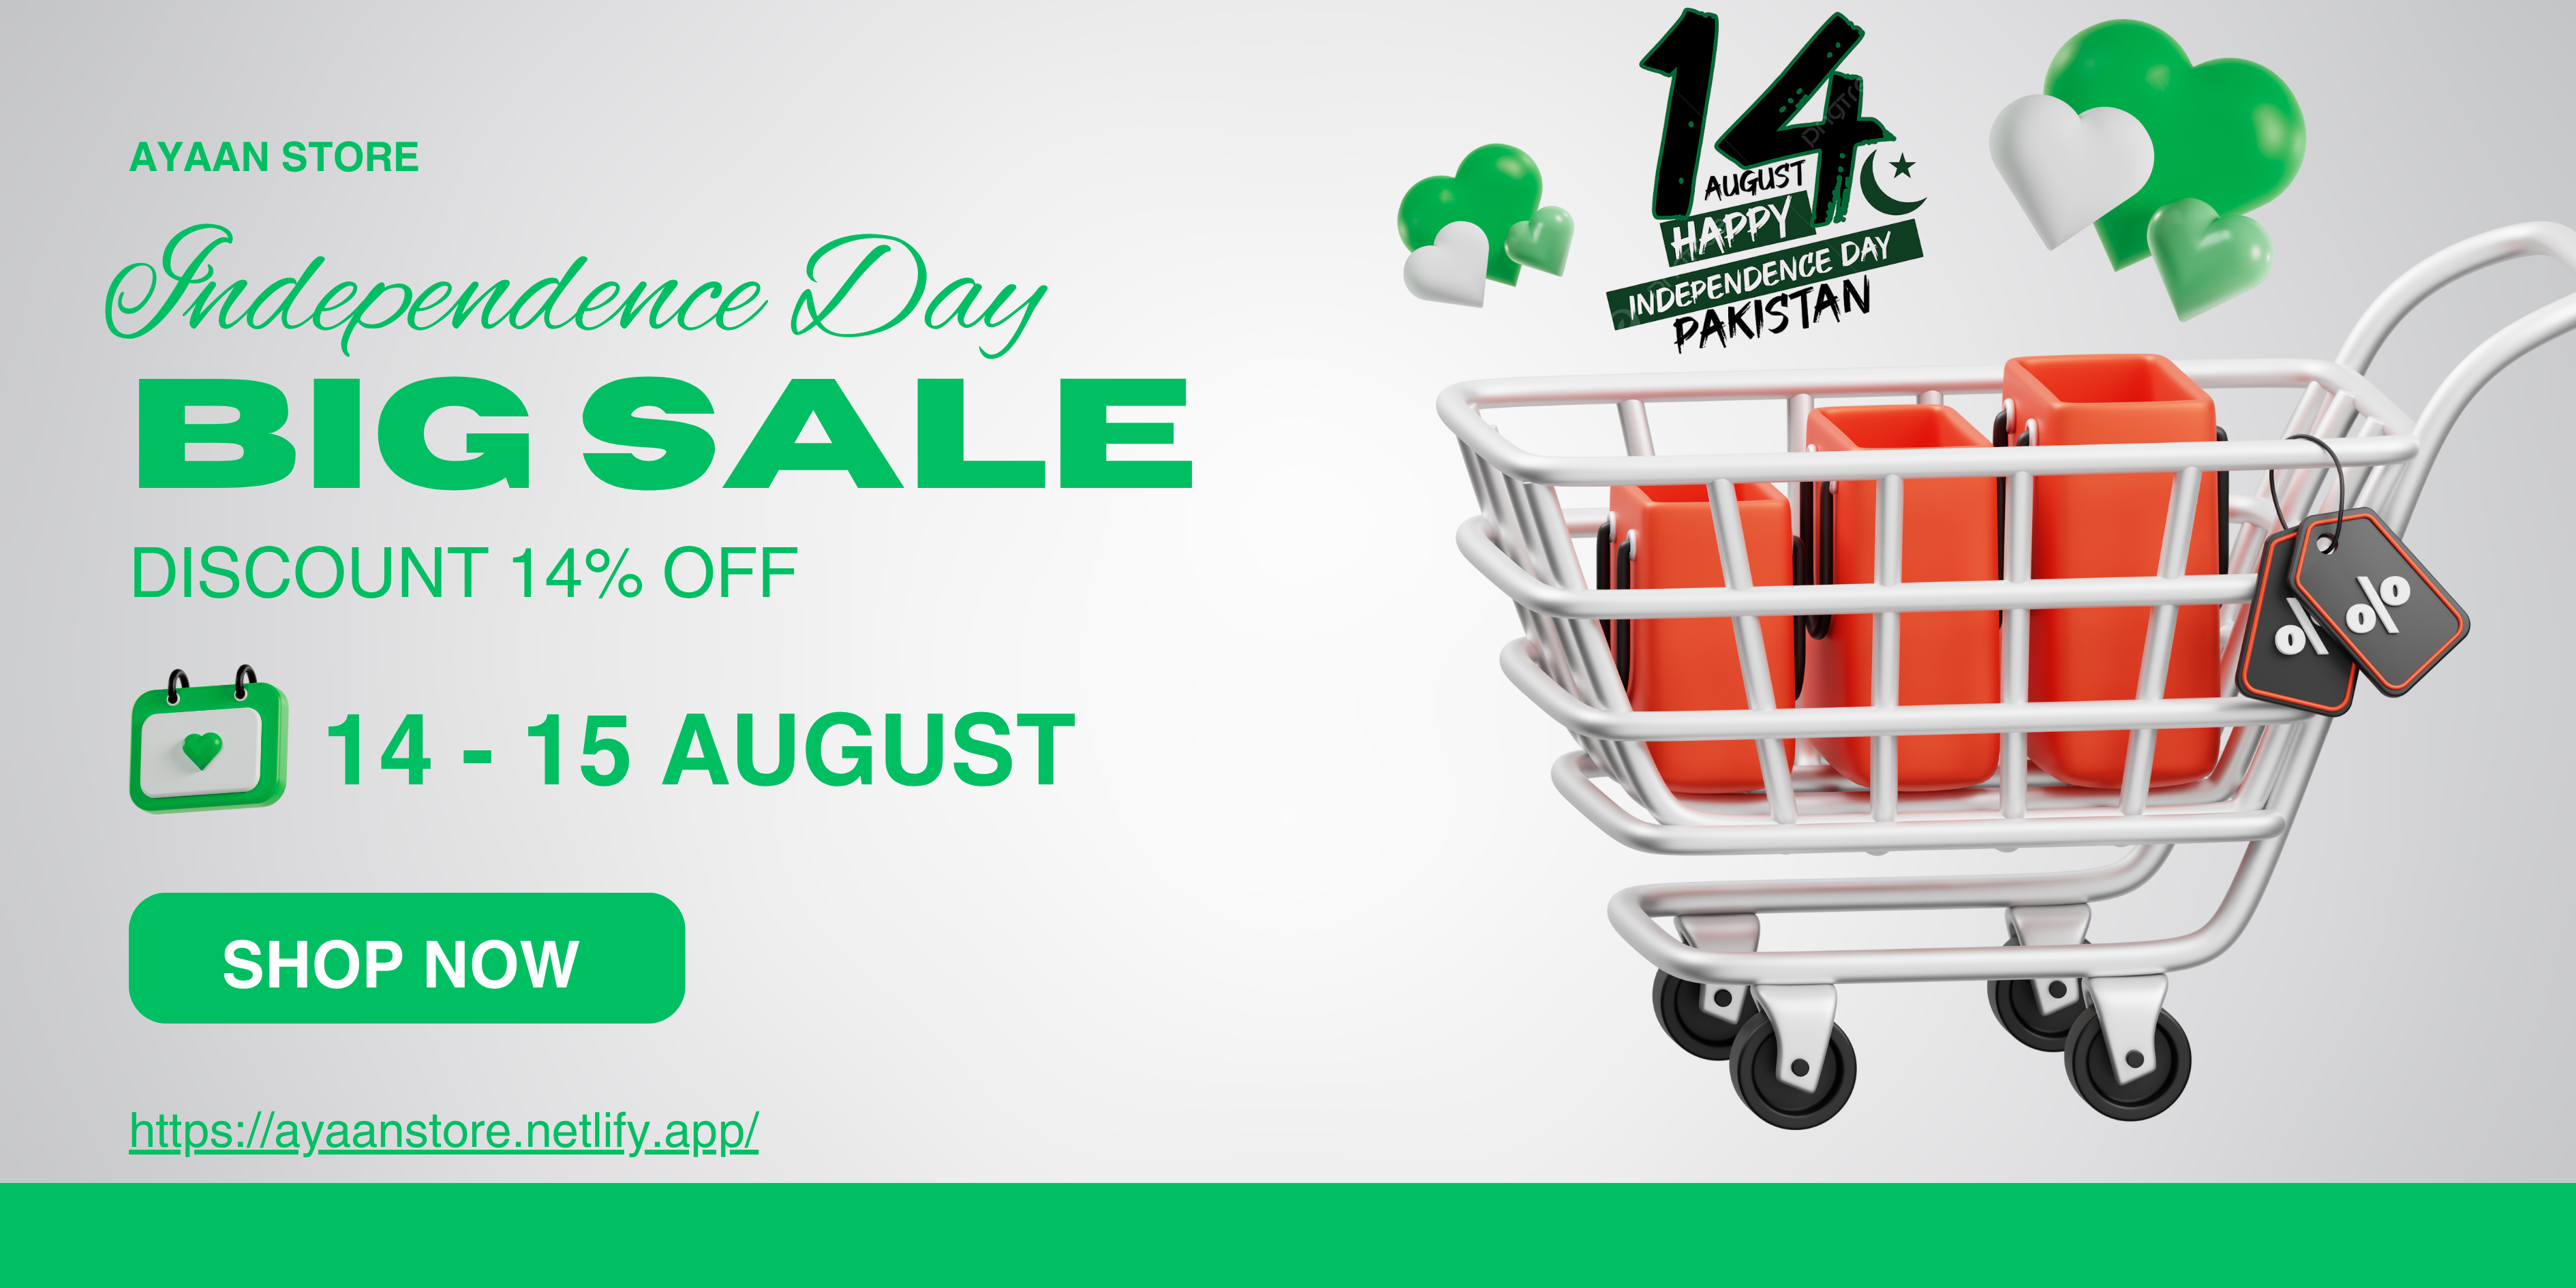 AYAAN STORE
Independence Day
BIG SALE
DISCOUNT 14% OFF
14 - 15 AUGUST
SHOP NOW
https://ayaanstore.netlify.app/
14
AUGUST
HAPPY
INDEPENDENCE DAY
PAKISTAN
pngtree
%
%